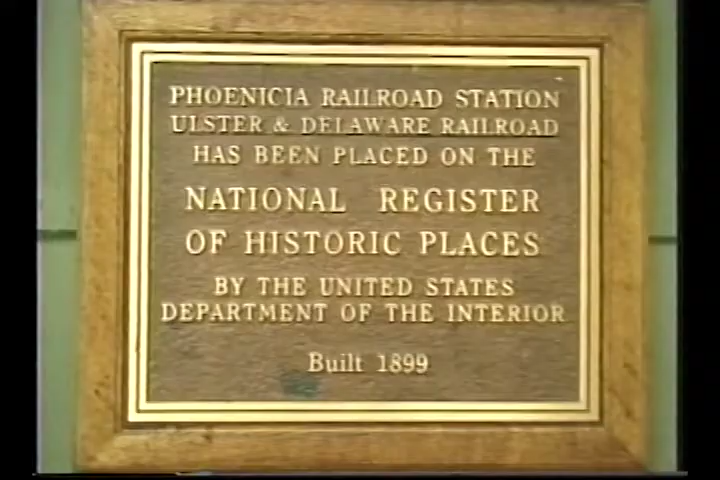 PHOENICIA RAILROAD STATION
ULSTER & DELAWARE RAILROAD
HAS BEEN PLACED ON THE
NATIONAL REGISTER
OF HISTORIC PLACES
BY THE UNITED STATES
DEPARTMENT OF THE INTERIOR
Built 1899